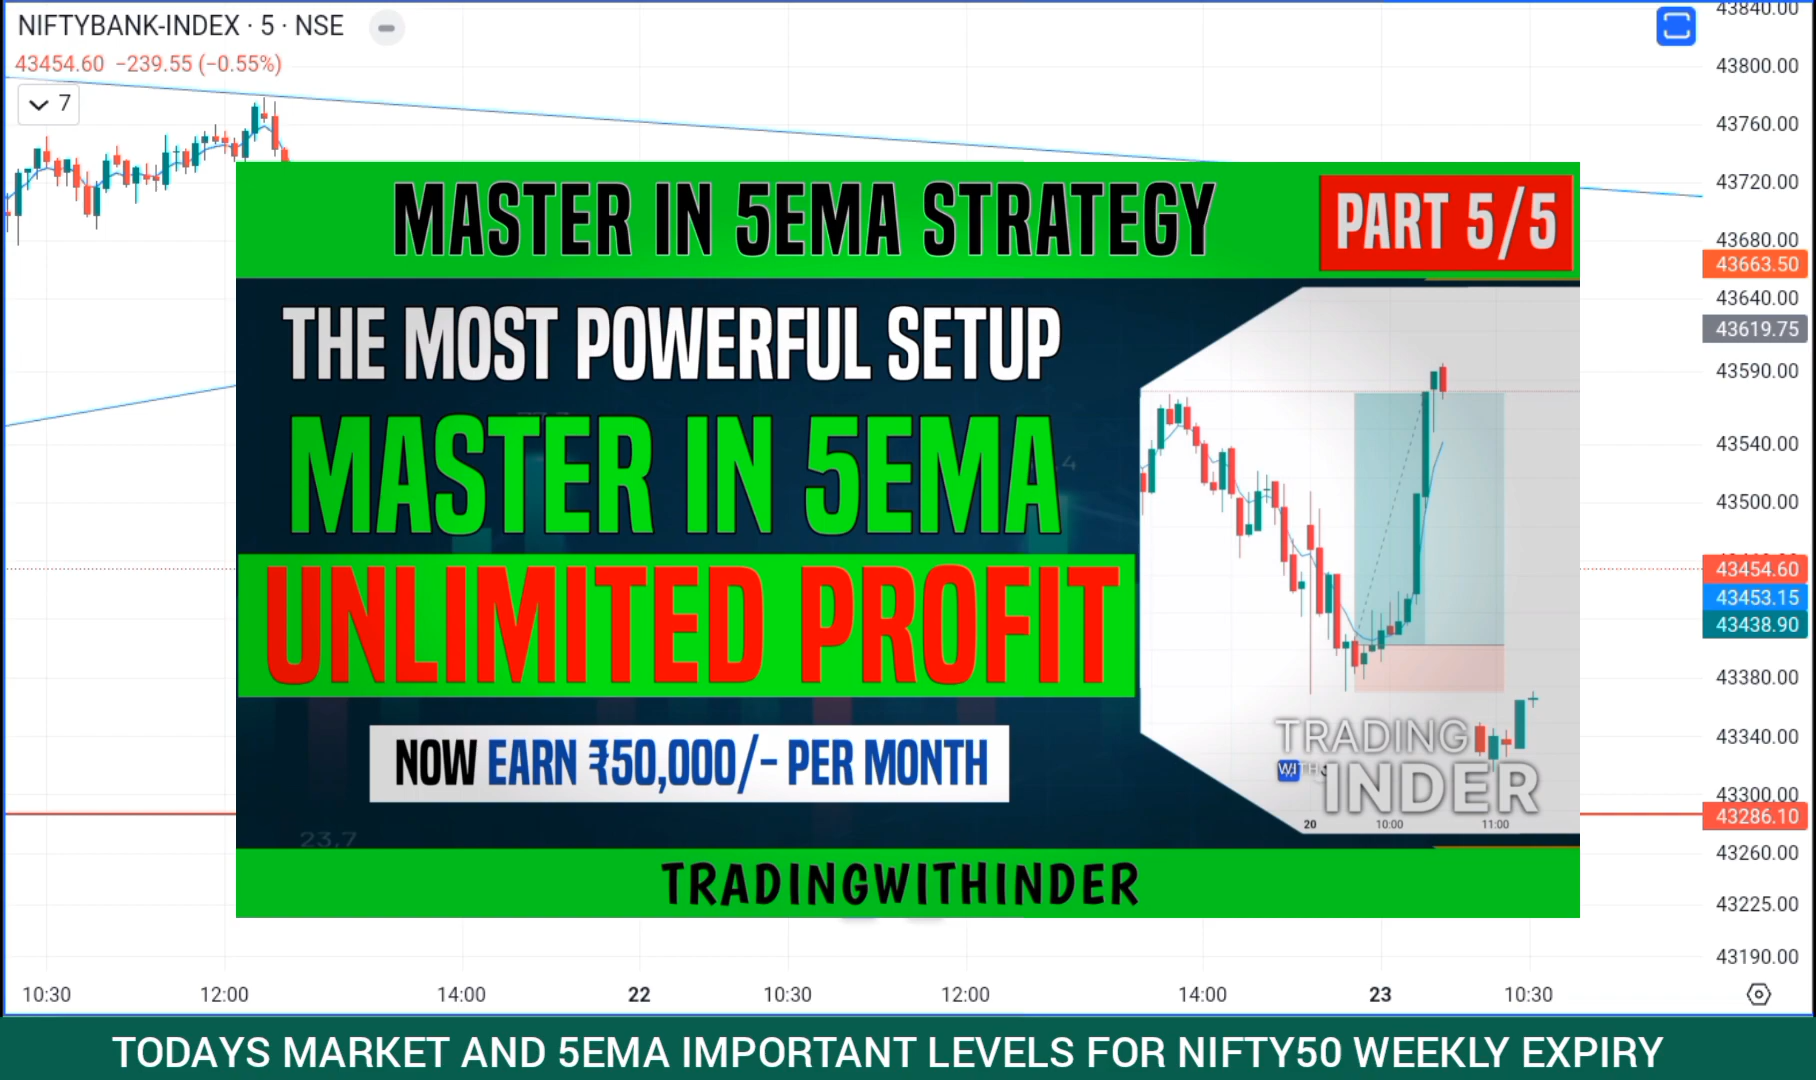 NIFTYBANK-INDEX · 5 · NSE
43454.60 −239.55 (−0.55%)
7
MASTER IN 5EMA STRATEGY
PART 5/5
THE MOST POWERFUL SETUP
MASTER IN 5EMA
UNLIMITED PROFIT
NOW EARN ₹50,000/- PER MONTH
23.7
TRADING
WITH
INDER
20 10:00 11:00
TRADINGWITHINDER
43840.00
43800.00
43760.00
43720.00
43680.00
43663.50
43640.00
43619.75
43590.00
43540.00
43500.00
43454.60
43453.15
43438.90
43380.00
43340.00
43300.00
43286.10
43260.00
43225.00
43190.00
10:30 12:00 14:00 22 10:30 12:00 14:00 23 10:30
TODAYS MARKET AND 5EMA IMPORTANT LEVELS FOR NIFTY50 WEEKLY EXPIRY